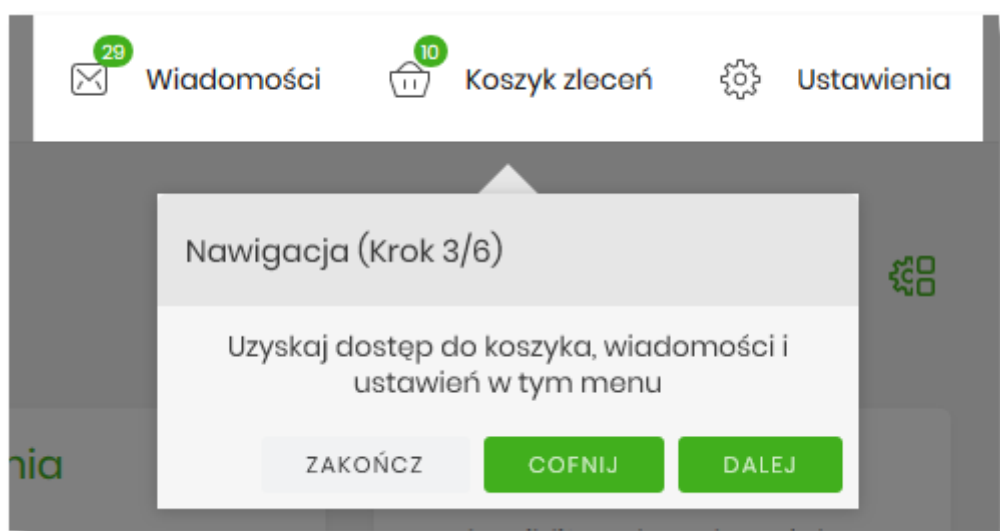 29 Wiadomości 10 Koszyk zleceń Ustawienia
Nawigacja (Krok 3/6)
Uzyskaj dostęp do koszyka, wiadomości i
ustawień w tym menu
nia
ZAKOŃCZ COFNIJ DALEJ